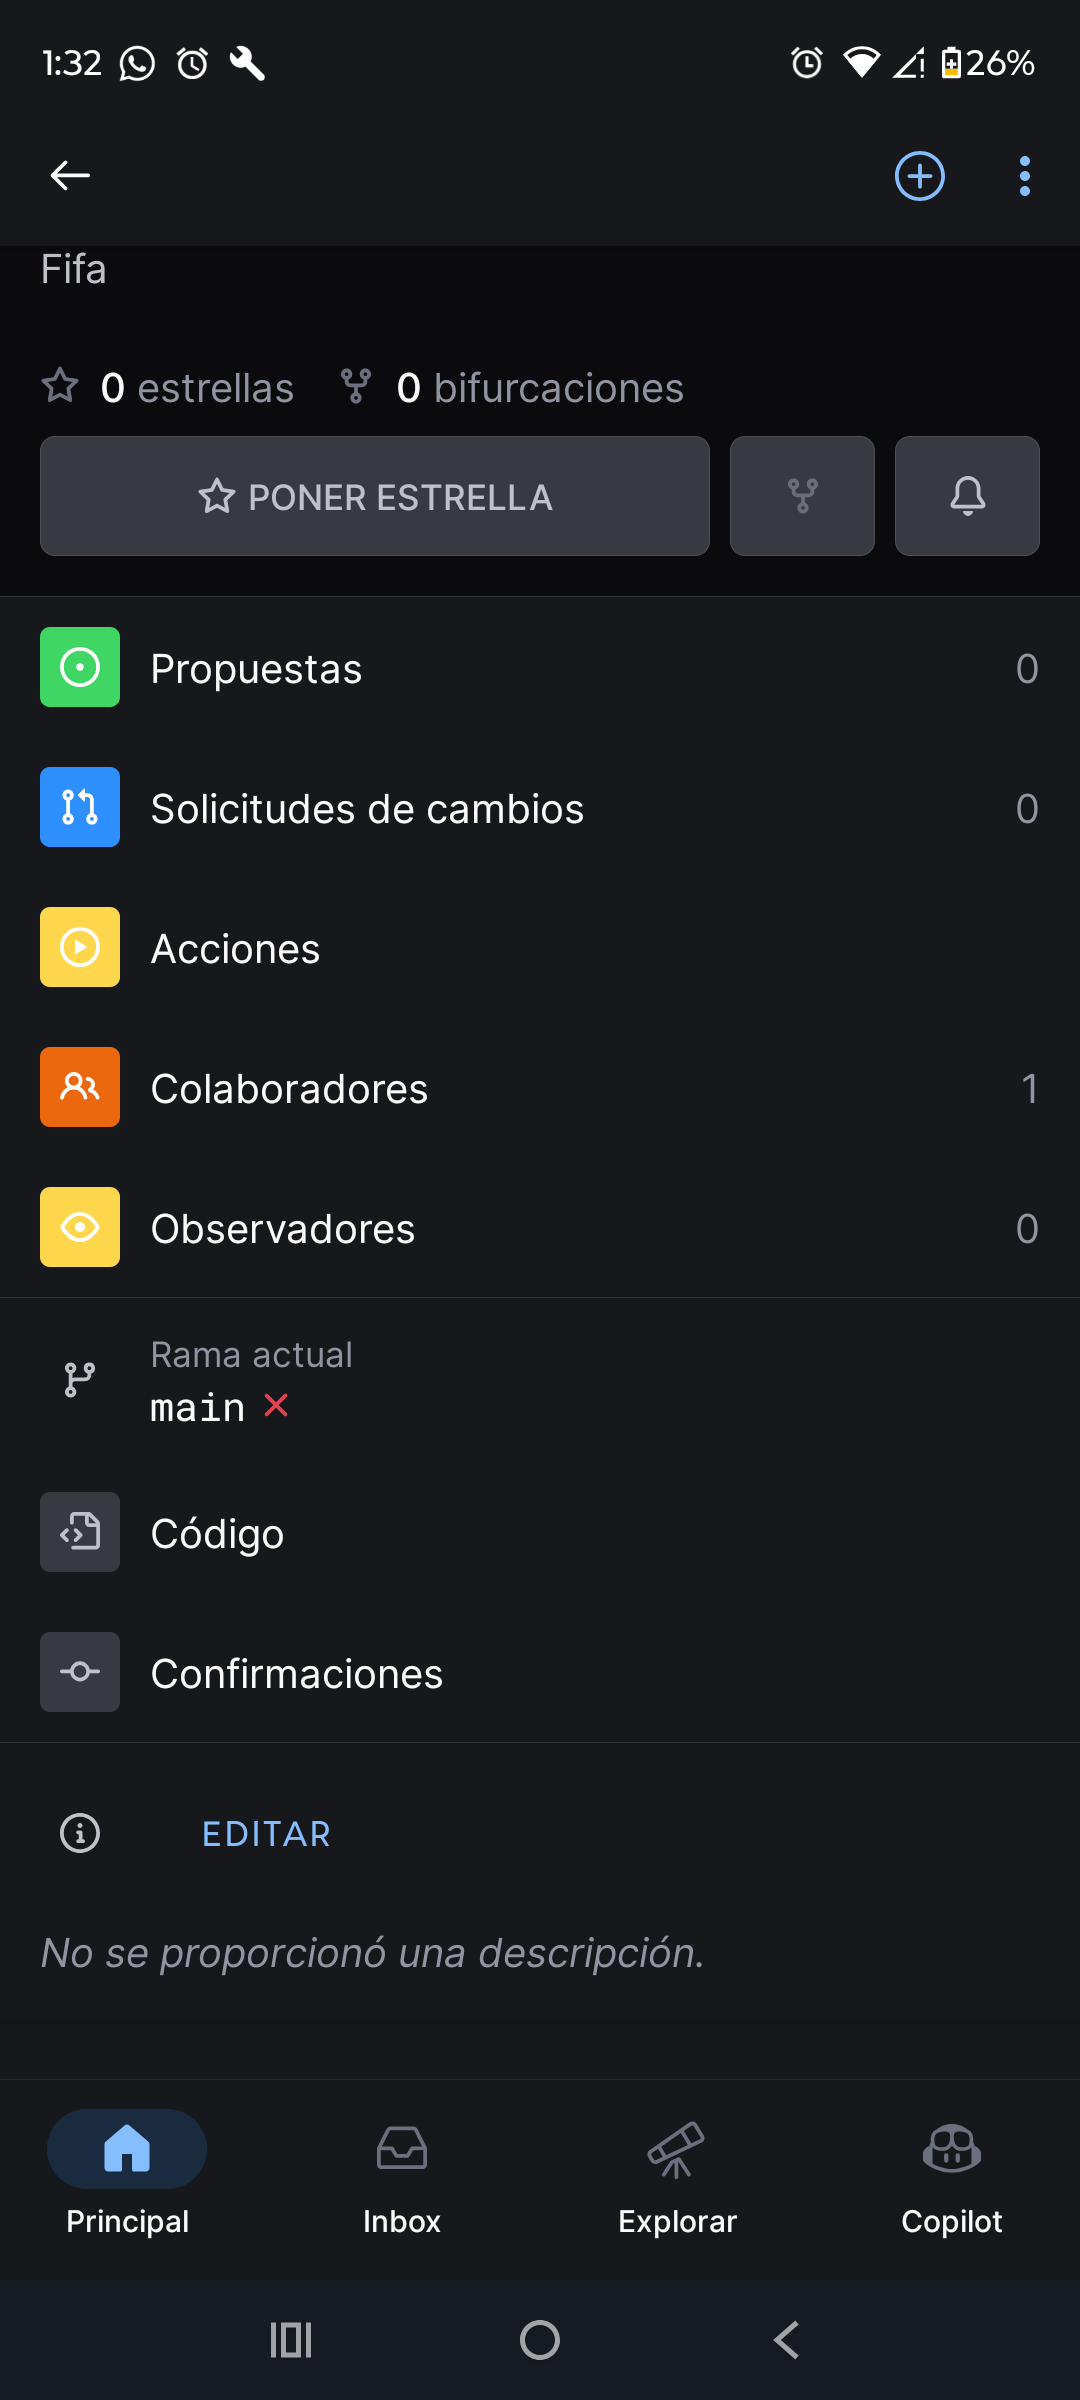 1:32
26%
Fifa
0 estrellas 0 bifurcaciones
PONER ESTRELLA
Propuestas 0
Solicitudes de cambios 0
Acciones
Colaboradores 1
Observadores 0
Rama actual
main
Código
Confirmaciones
EDITAR
No se proporcionó una descripción.
Principal Inbox Explorar Copilot